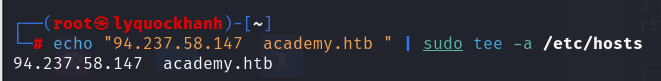 ┌──(root㉿lyquockhanh)-[~]
└─# echo "94.237.58.147  academy.htb " | sudo tee -a /etc/hosts
94.237.58.147  academy.htb